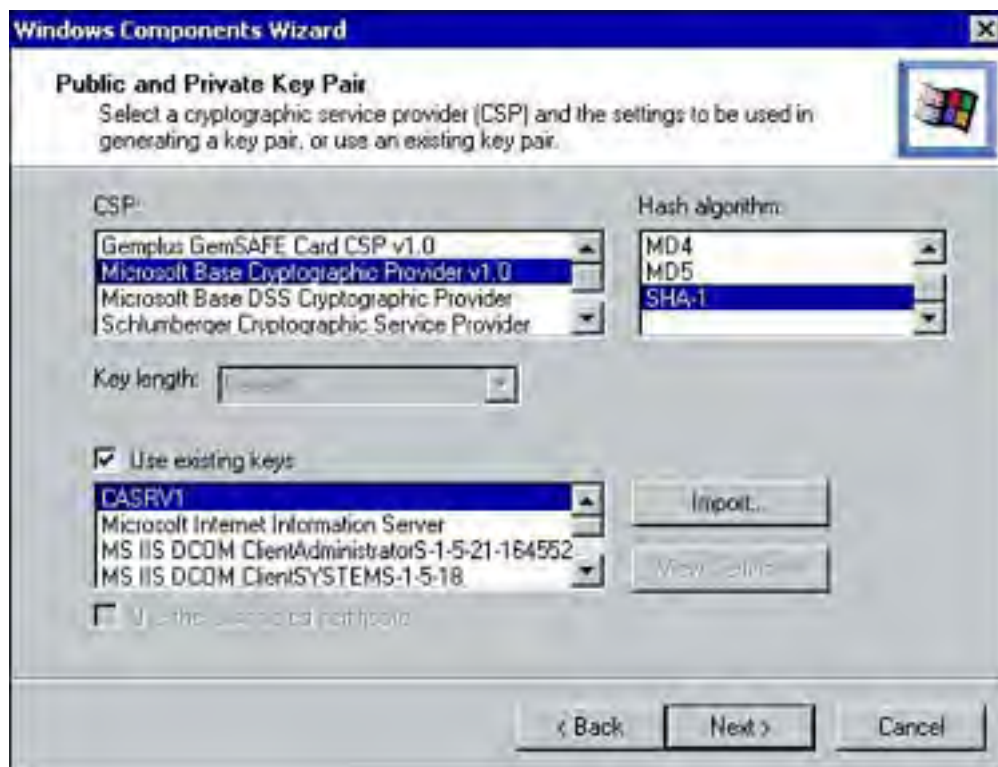 Windows Components Wizard
Public and Private Key Pair
Select a cryptographic service provider (CSP) and the settings to be used in
generating a key pair, or use an existing key pair.
CSP:
Hash algorithm:
Gemplus GemSAFE Card CSP v1.0
Microsoft Base Cryptographic Provider v1.0
Microsoft Base DSS Cryptographic Provider
Schlumberger Cryptographic Service Provider
MD4
MD5
SHA-1
Key length:
Use existing keys
CASRV1
Microsoft Internet Information Server
MS IIS DCOM ClientAdministratorS-1-5-21-164552
MS IIS DCOM ClientSYSTEMS-1-5-18
Import...
View
Use the
< Back
Next >
Cancel